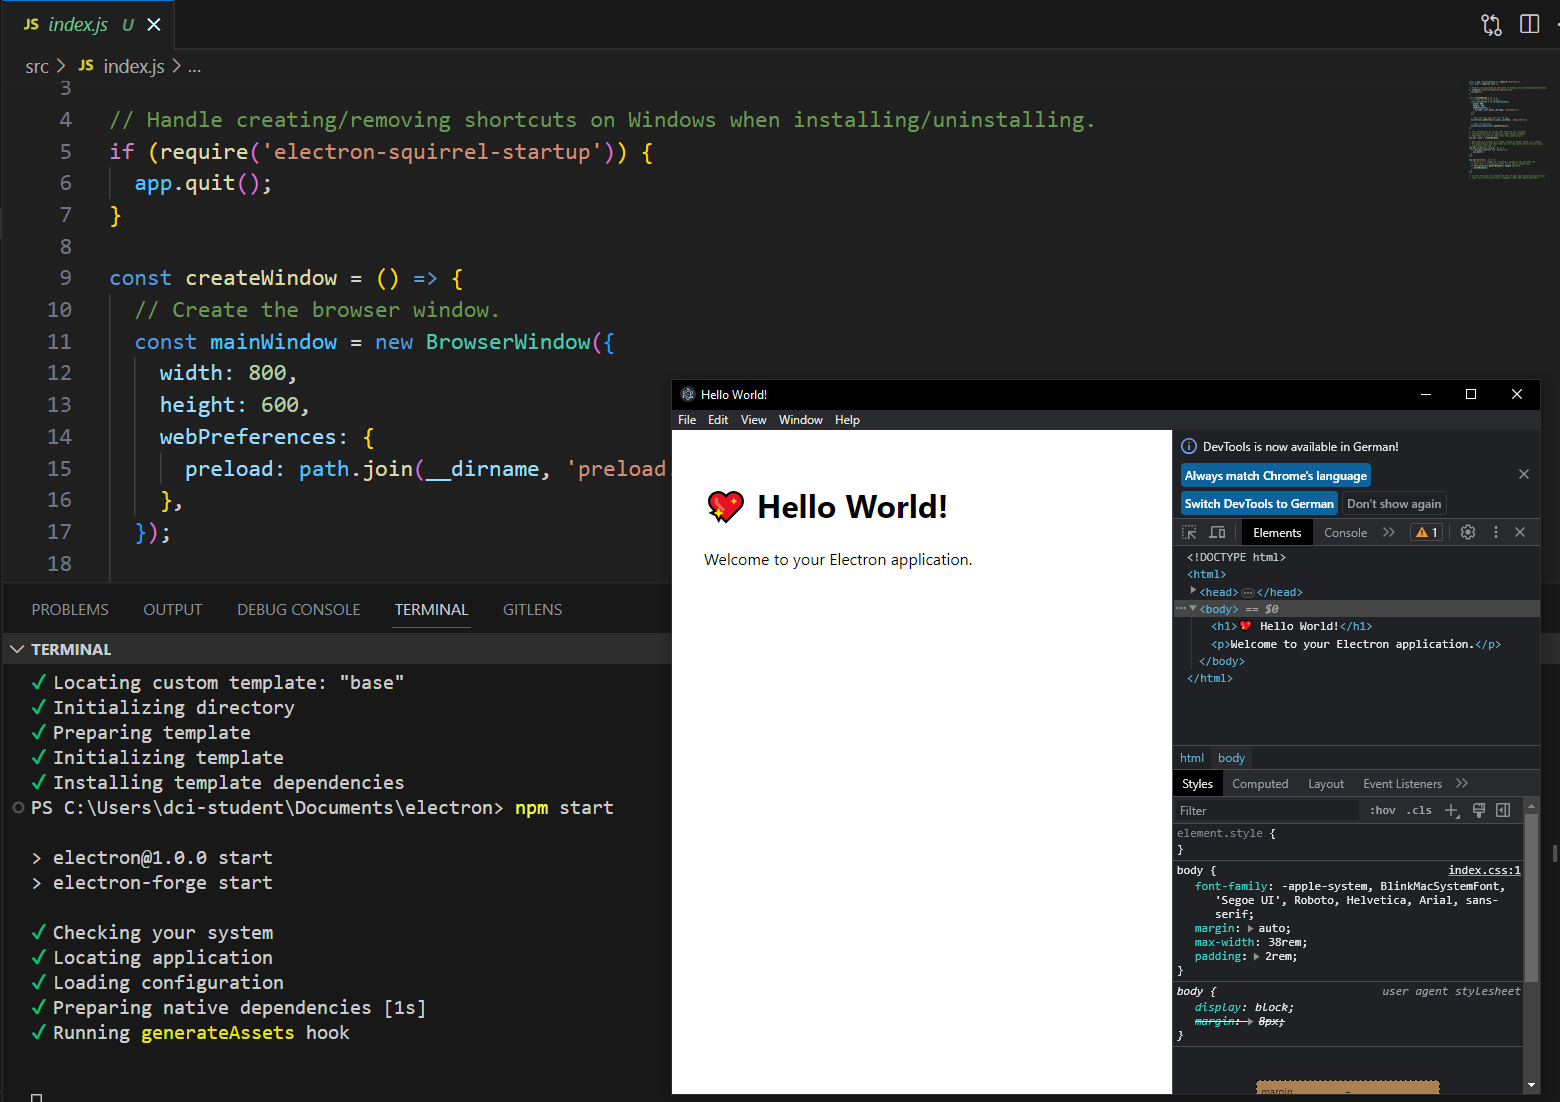 JS index.js U
src > JS index.js > ...
3
4 // Handle creating/removing shortcuts on Windows when installing/uninstalling.
5 if (require('electron-squirrel-startup')) {
6 app.quit();
7 }
8
9 const createWindow = () => {
10 // Create the browser window.
11 const mainWindow = new BrowserWindow({
12 width: 800,
13 height: 600,
14 webPreferences: {
15 preload: path.join(__dirname, 'preload
16 },
17 });
18
PROBLEMS OUTPUT DEBUG CONSOLE TERMINAL GITLENS
TERMINAL
✓ Locating custom template: "base"
✓ Initializing directory
✓ Preparing template
✓ Initializing template
✓ Installing template dependencies
PS C:\Users\dci-student\Documents\electron> npm start
> electron@1.0.0 start
> electron-forge start
✓ Checking your system
✓ Locating application
✓ Loading configuration
✓ Preparing native dependencies [1s]
✓ Running generateAssets hook
Hello World!
File Edit View Window Help
💖 Hello World!
Welcome to your Electron application.
DevTools is now available in German!
Always match Chrome's language
Switch DevTools to German Don't show again
Elements Console >> 1
<!DOCTYPE html>
<html>
<head> ... </head>
... <body> == $0
<h1>💖 Hello World!</h1>
<p>Welcome to your Electron application.</p>
</body>
</html>
html body
Styles Computed Layout Event Listeners >>
Filter :hov .cls +
element.style {
}
body { index.css:1
font-family: -apple-system, BlinkMacSystemFont,
'Segoe UI', Roboto, Helvetica, Arial, sans-
serif;
margin: auto;
max-width: 38rem;
padding: 2rem;
}
body { user agent stylesheet
display: block;
margin: 8px;
}
margin